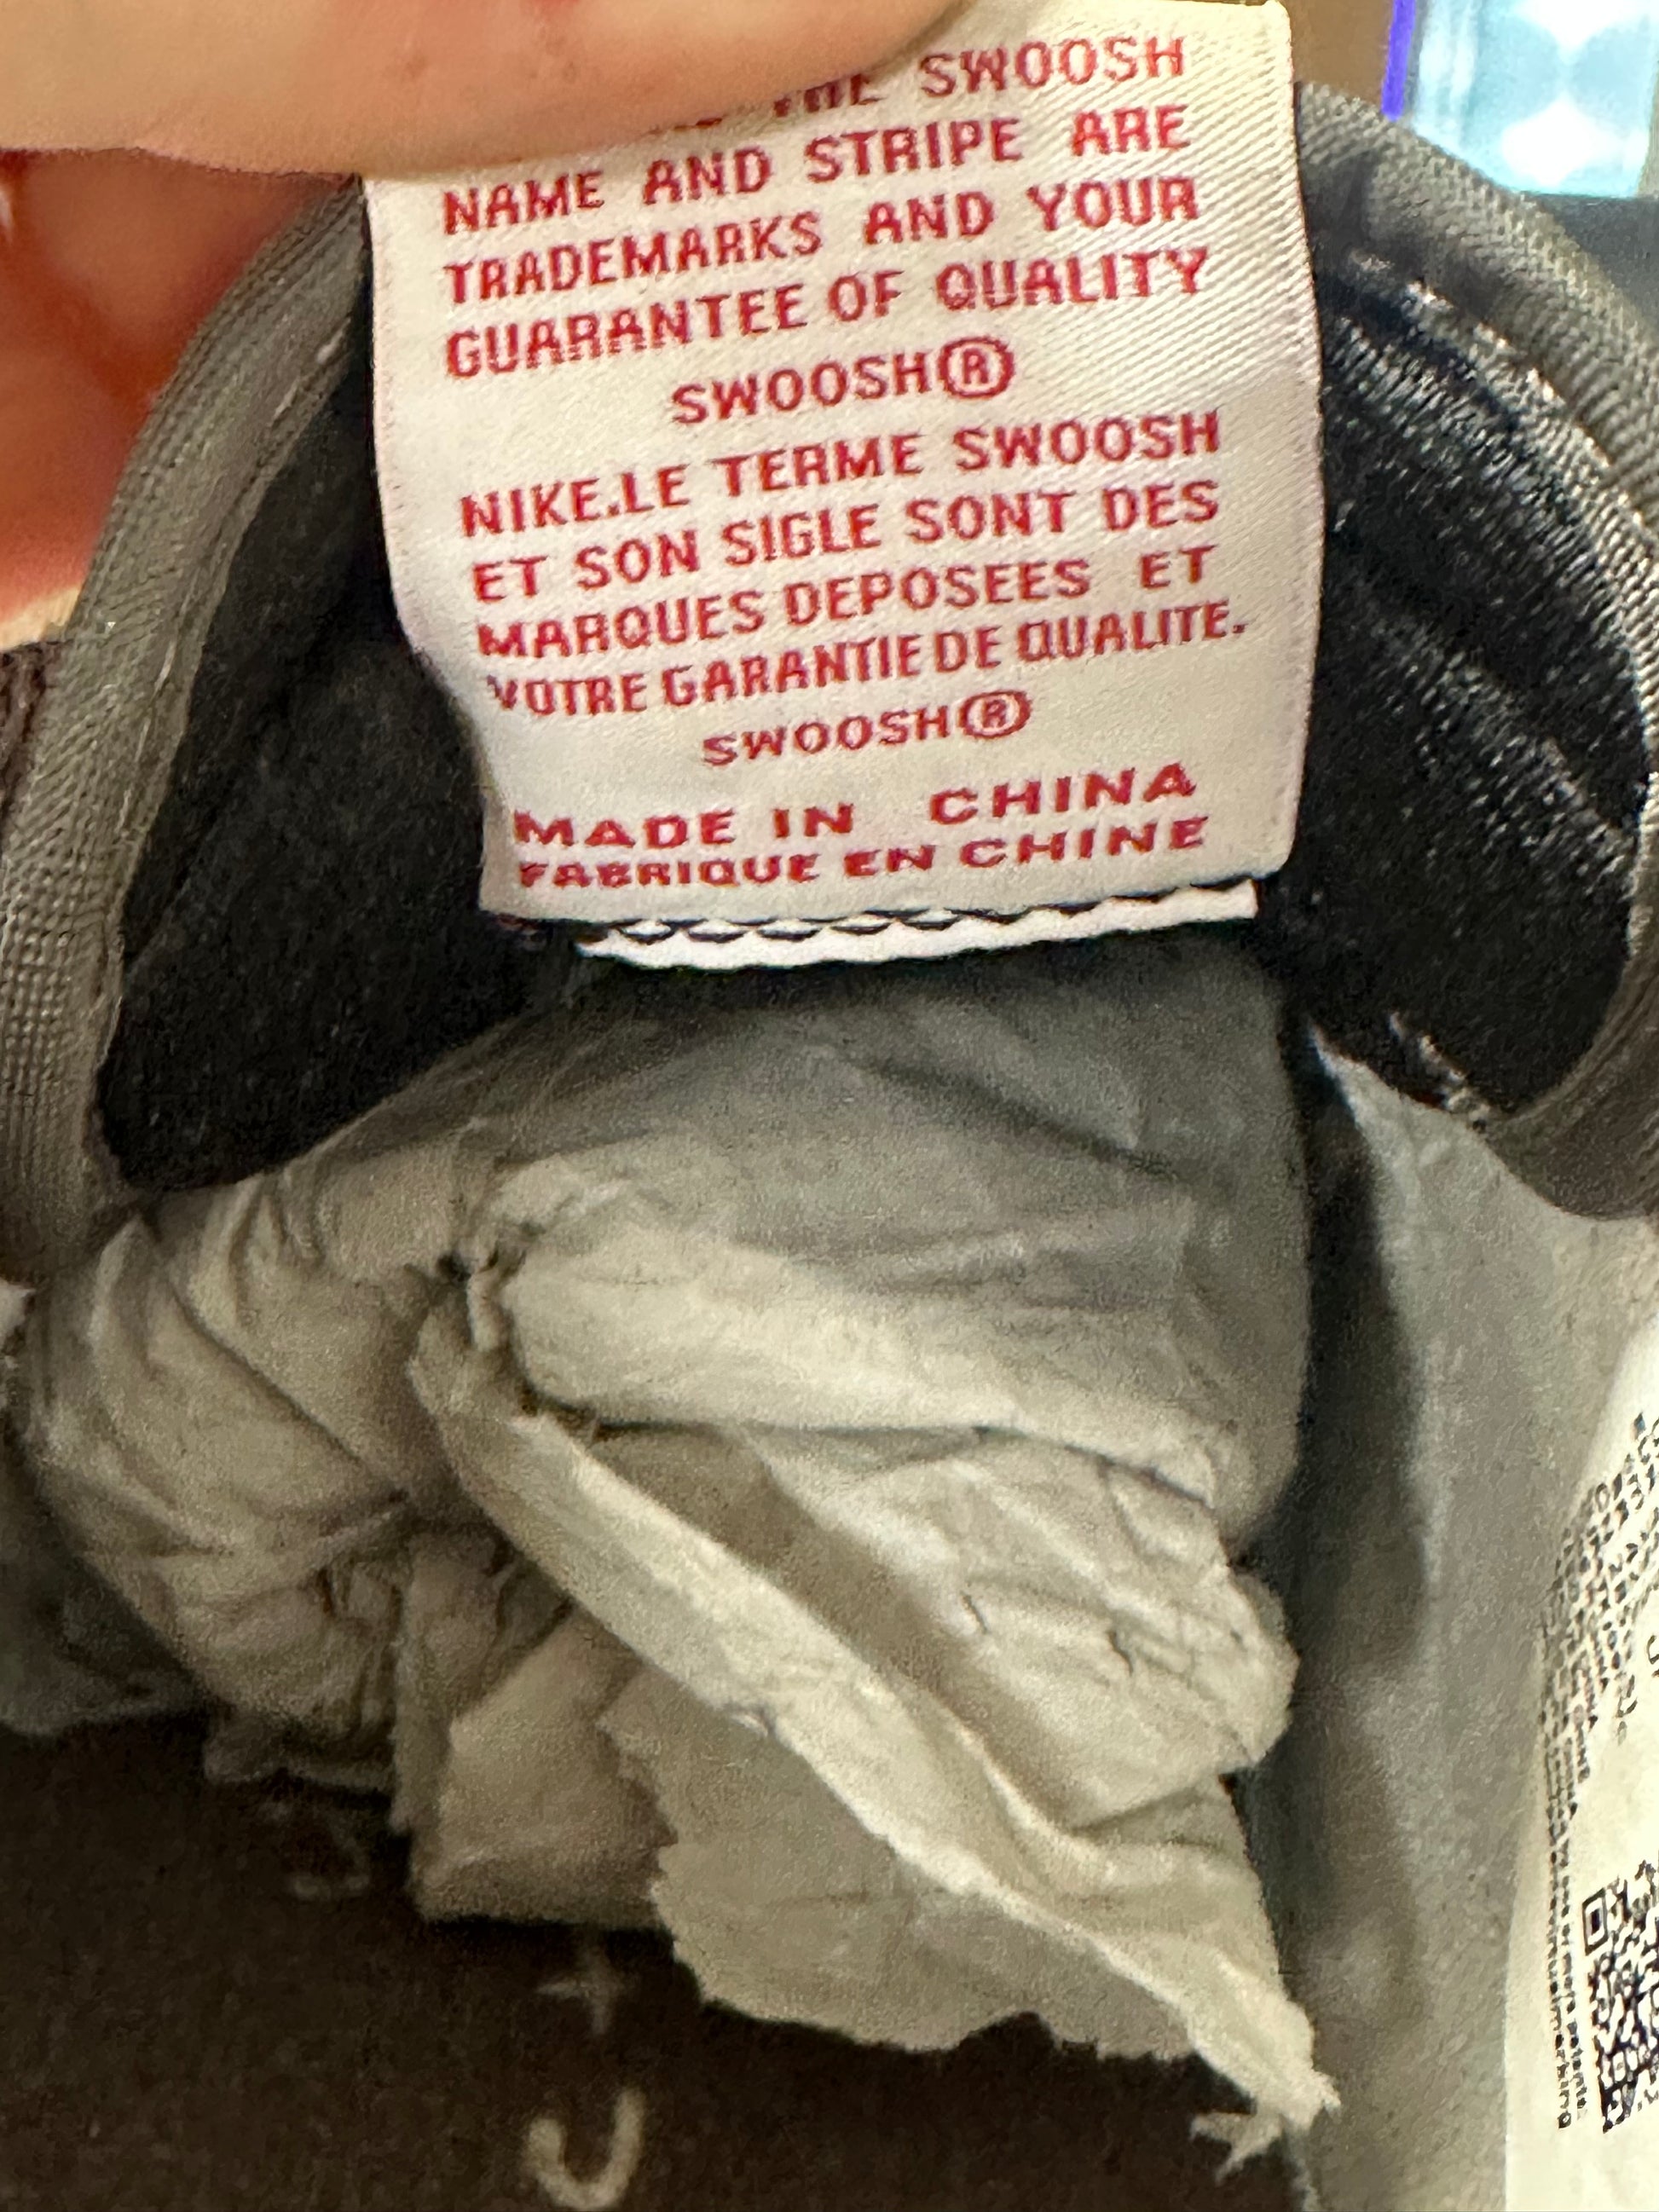 THE SWOOSH
NAME AND STRIPE ARE
TRADEMARKS AND YOUR
GUARANTEE OF QUALITY
SWOOSH®
NIKE.LE TERME SWOOSH
ET SON SIGLE SONT DES
MARQUES DEPOSEES ET
VOTRE GARANTIE DE QUALITE.
SWOOSH®
MADE IN CHINA
FABRIQUE EN CHINE